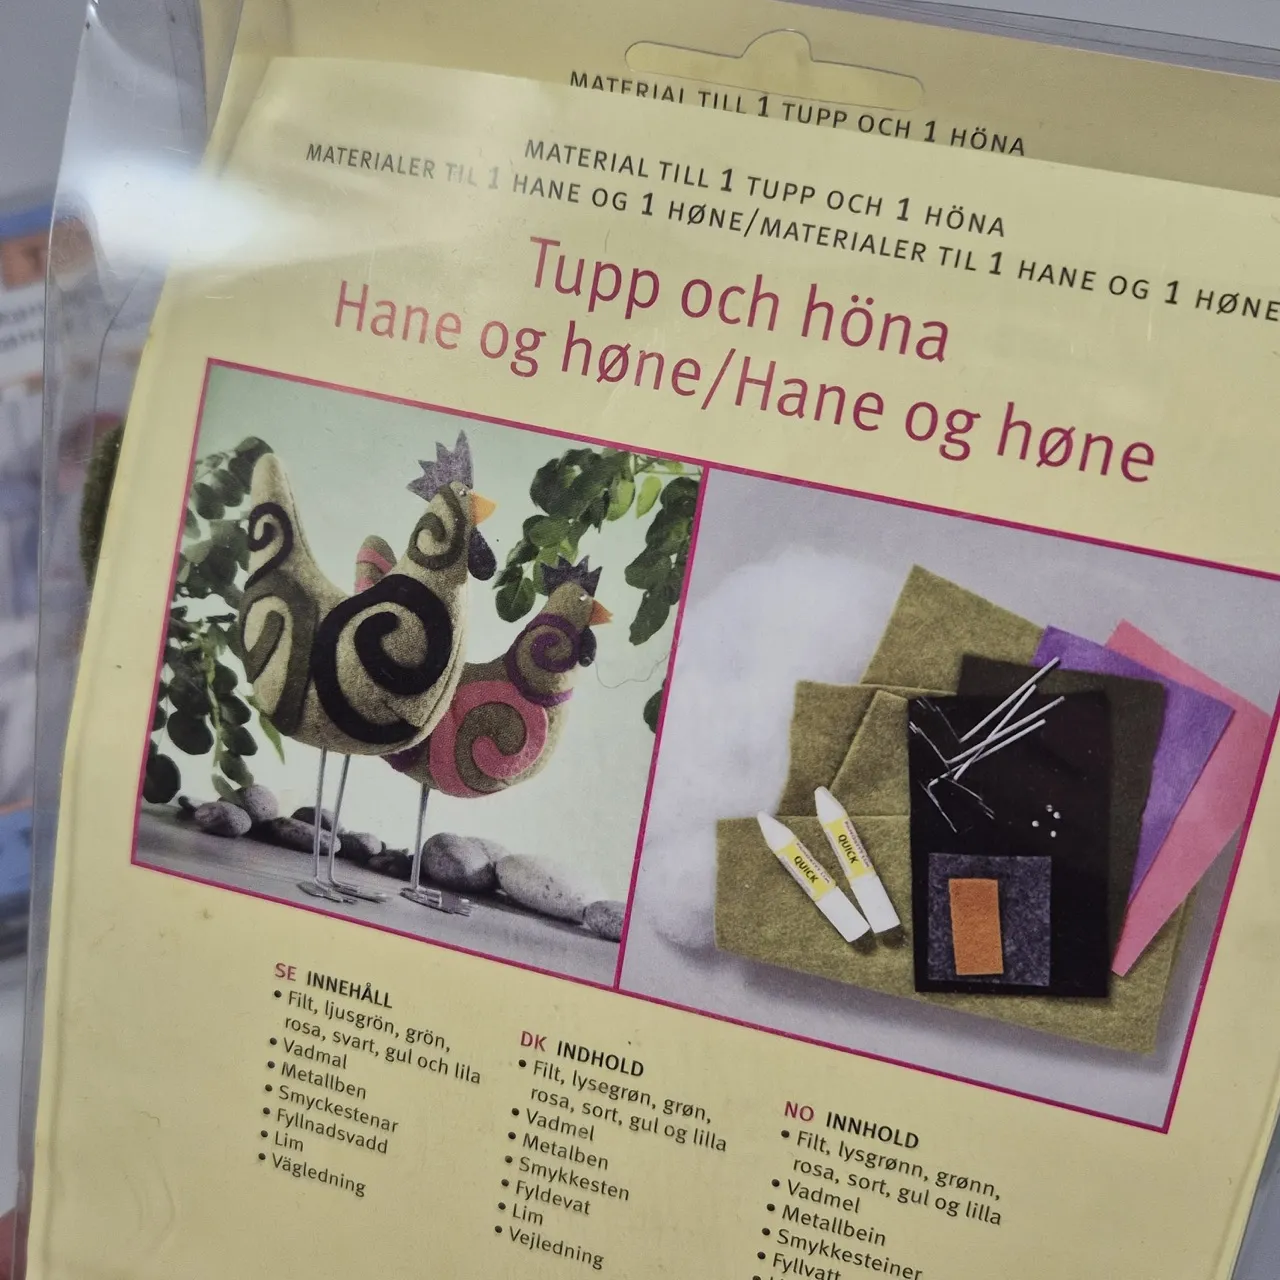 MATERIAL TILL 1 TUPP OCH 1 HÖNA
MATERIAL TILL 1 TUPP OCH 1 HÖNA
MATERIALER TIL 1 HANE OG 1 HØNE/MATERIALER TIL 1 HANE OG 1 HØNE
Tupp och höna
Hane og høne/Hane og høne
QUICK
QUICK
SE INNEHÅLL
• Filt, ljusgrön, grön,
rosa, svart, gul och lila
• Vadmal
• Metallben
• Smyckestenar
• Fyllnadsvadd
• Lim
• Vägledning
DK INDHOLD
• Filt, lysegrøn, grøn,
rosa, sort, gul og lilla
• Vadmel
• Metalben
• Smykkesten
• Fyldevat
• Lim
• Vejledning
NO INNHOLD
• Filt, lysgrønn, grønn,
rosa, sort, gul og lilla
• Vadmel
• Metallbein
• Smykkesteiner
• Fyllvatt